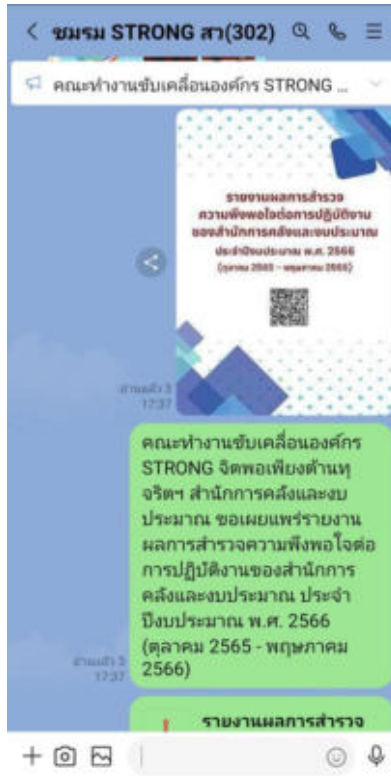 ชมรม STRONG สา(302)
คณะทำงานขับเคลื่อนองค์กร STRONG ...
รายงานผลการสำรวจ
ความพึงพอใจต่อการปฏิบัติงาน
ของสำนักการคลังและงบประมาณ
ประจำปีงบประมาณ พ.ศ. 2566
(ตุลาคม 2565 - พฤษภาคม 2566)
อ่านแล้ว 3
17:37
คณะทำงานขับเคลื่อนองค์กร
STRONG จิตพอเพียงต้านทุ
จริตฯ สำนักการคลังและงบ
ประมาณ ขอเผยแพร่รายงาน
ผลการสำรวจความพึงพอใจต่อ
การปฏิบัติงานของสำนักการ
คลังและงบประมาณ ประจำ
ปีงบประมาณ พ.ศ. 2566
(ตุลาคม 2565 - พฤษภาคม
2566)
อ่านแล้ว 3
17:37
รายงานผลการสำรวจ